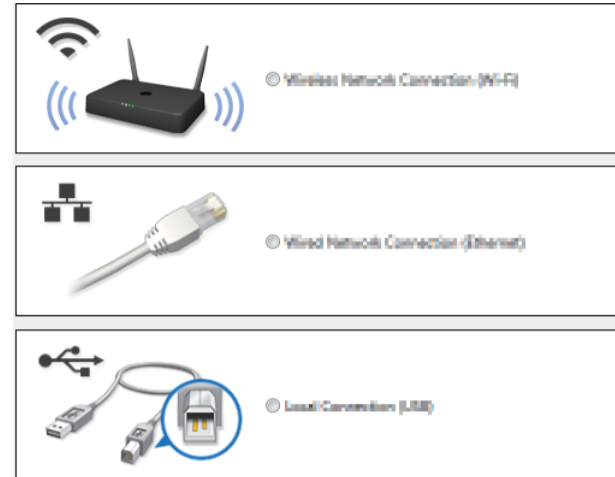 Wireless Network Connection (Wi-Fi)
Wired Network Connection (Ethernet)
Local Connection (USB)